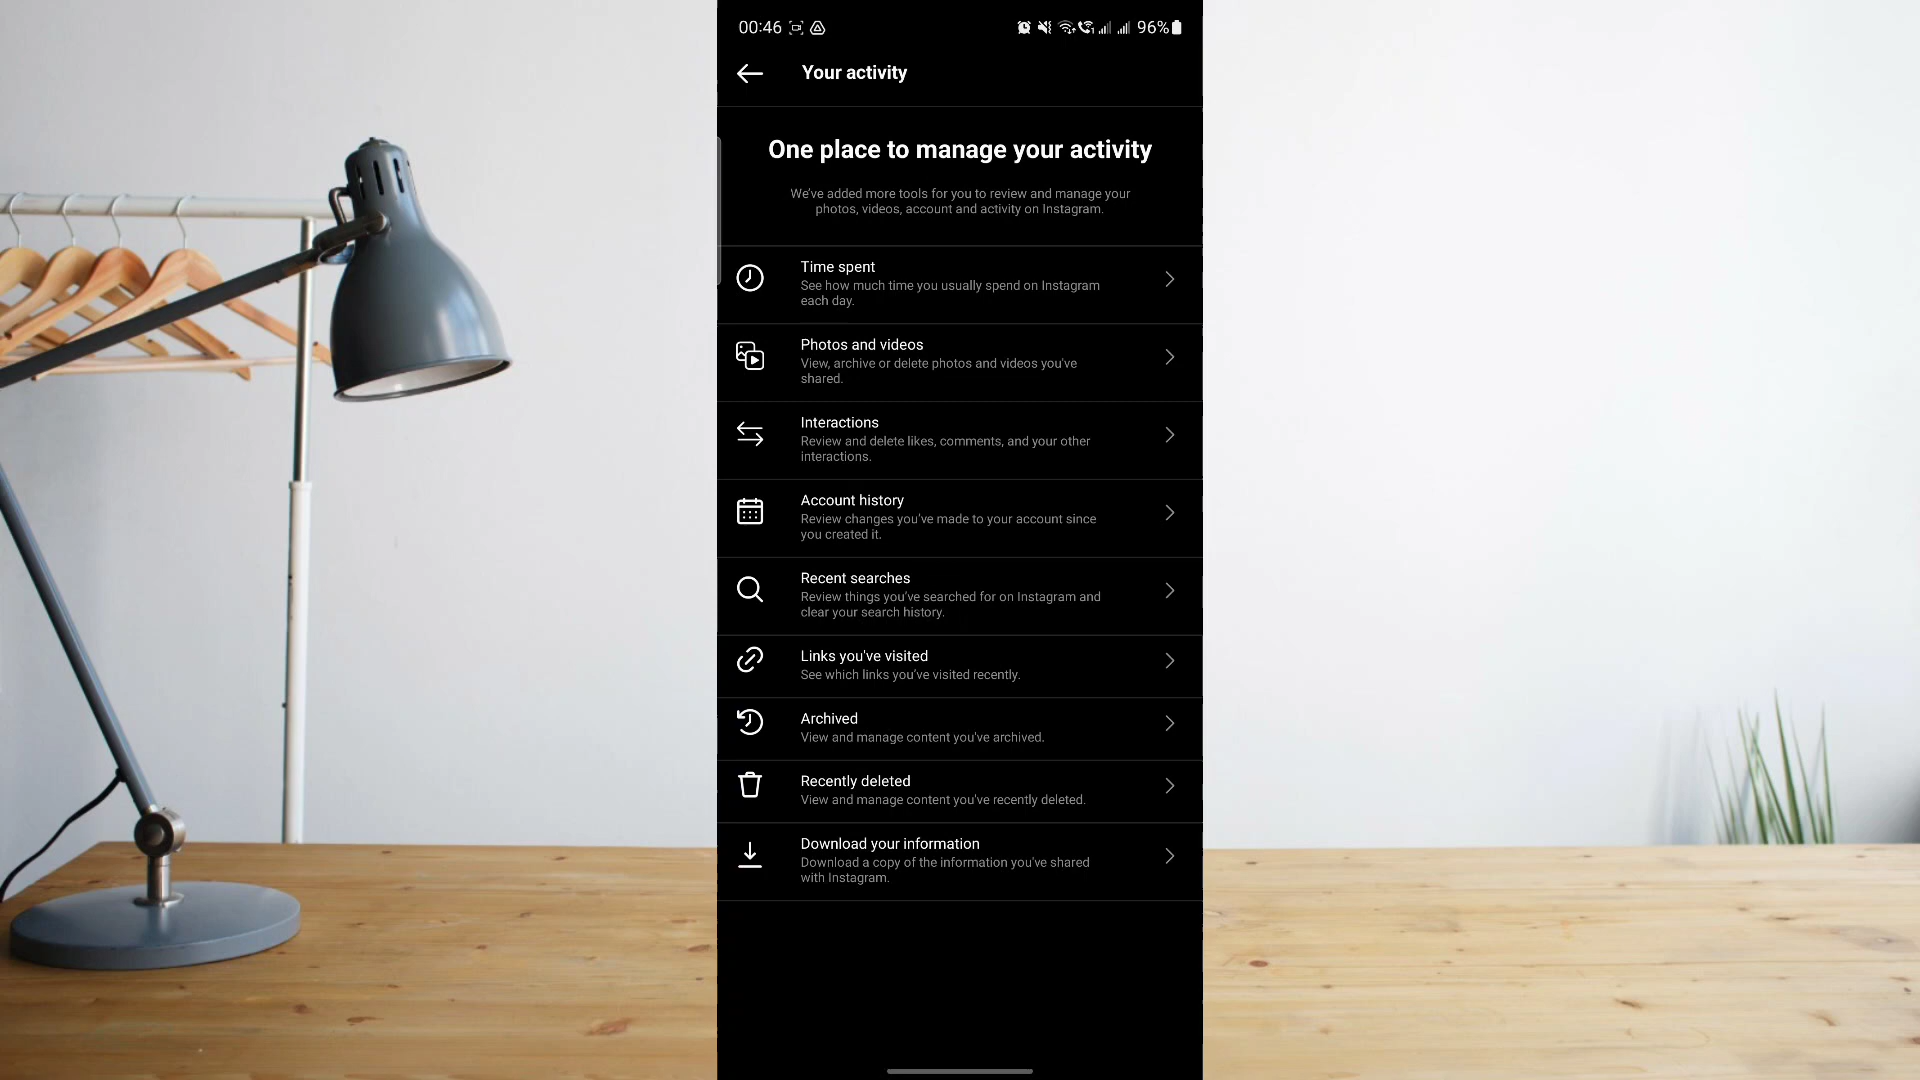 00:46
96%
Your activity
One place to manage your activity
We've added more tools for you to review and manage your
photos, videos, account and activity on Instagram.
Time spent
See how much time you usually spend on Instagram
each day.
Photos and videos
View, archive or delete photos and videos you've
shared.
Interactions
Review and delete likes, comments, and your other
interactions.
Account history
Review changes you've made to your account since
you created it.
Recent searches
Review things you've searched for on Instagram and
clear your search history.
Links you've visited
See which links you've visited recently.
Archived
View and manage content you've archived.
Recently deleted
View and manage content you've recently deleted.
Download your information
Download a copy of the information you've shared
with Instagram.